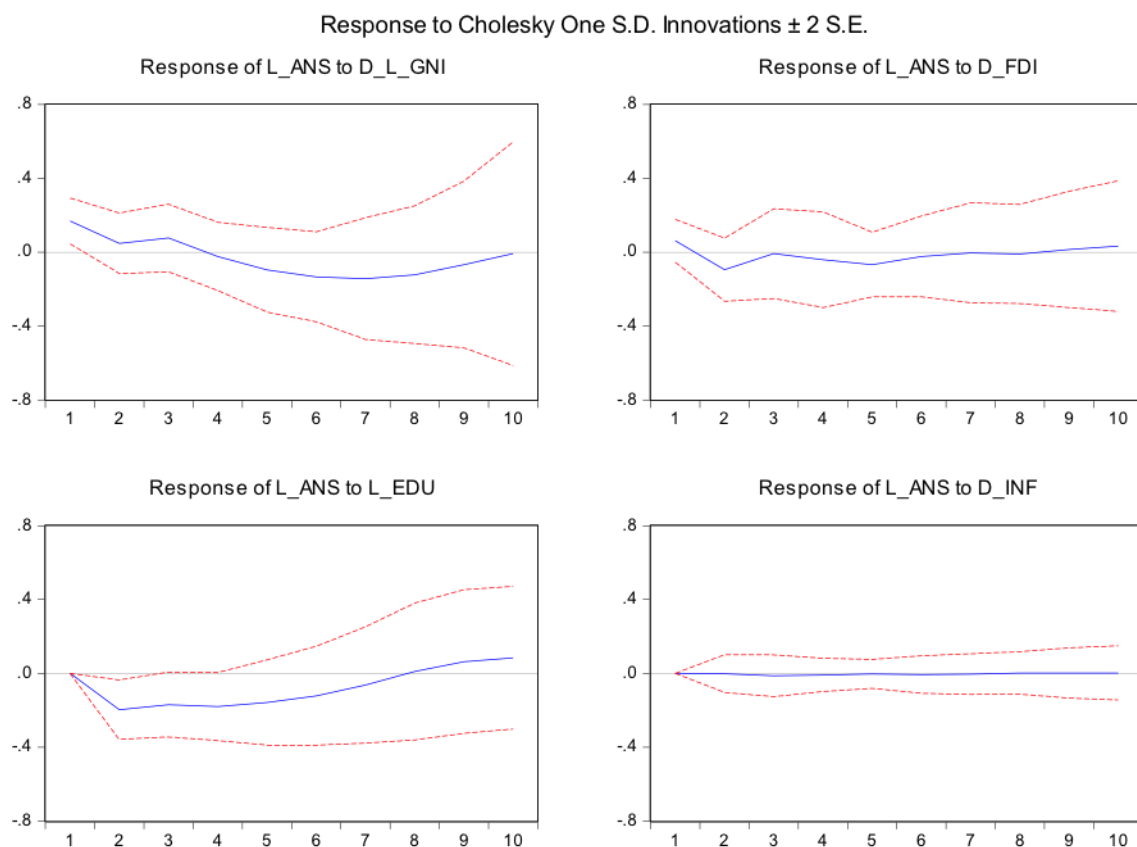 Response to Cholesky One S.D. Innovations ± 2 S.E.
Response of L_ANS to D_L_GNI
.8
.4
.0
-.4
-.8
1 2 3 4 5 6 7 8 9 10
Response of L_ANS to D_FDI
.8
.4
.0
-.4
-.8
1 2 3 4 5 6 7 8 9 10
Response of L_ANS to L_EDU
.8
.4
.0
-.4
-.8
1 2 3 4 5 6 7 8 9 10
Response of L_ANS to D_INF
.8
.4
.0
-.4
-.8
1 2 3 4 5 6 7 8 9 10